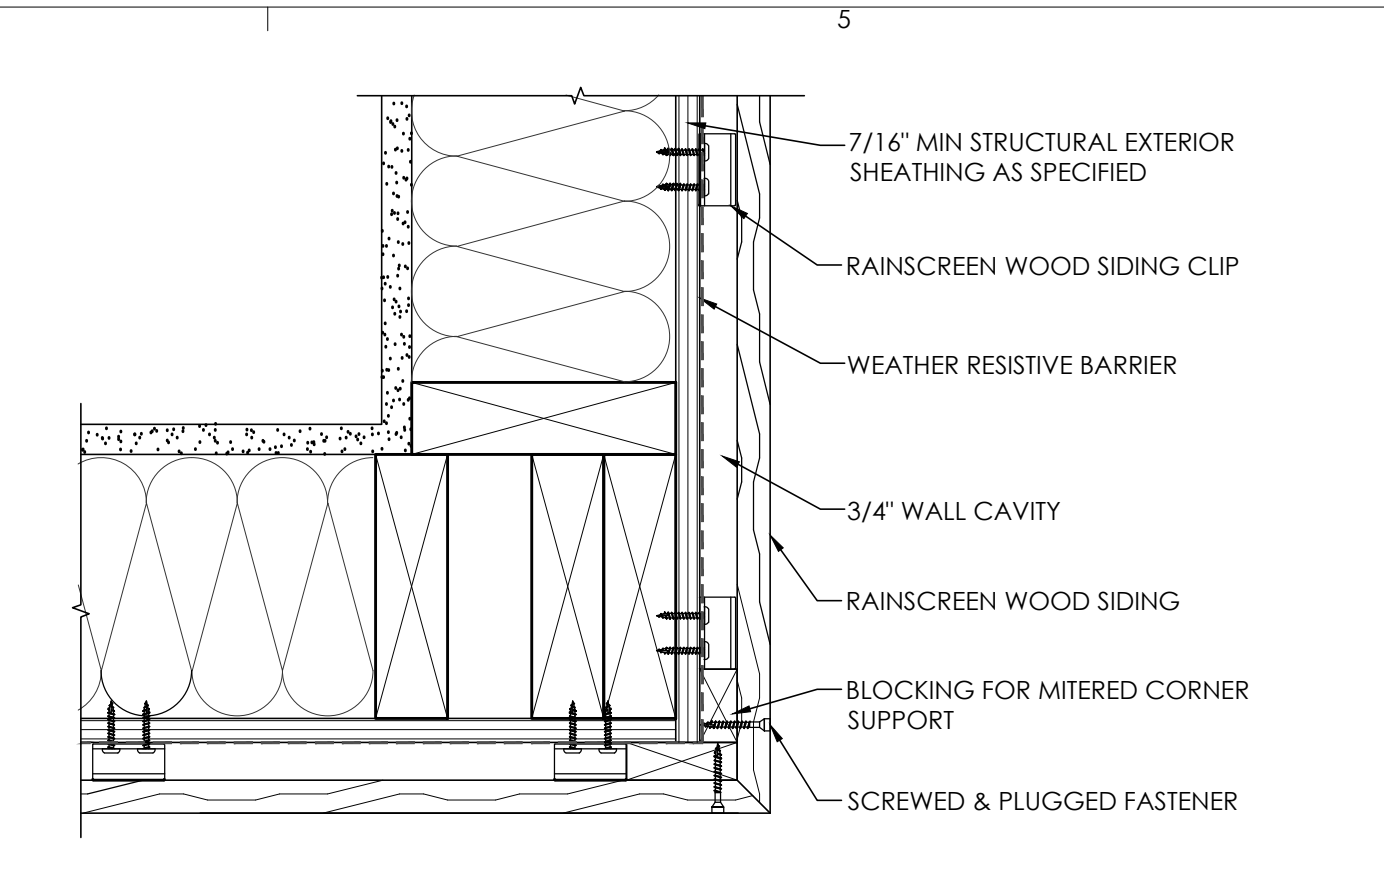 5
7/16" MIN STRUCTURAL EXTERIOR
SHEATHING AS SPECIFIED
RAINSCREEN WOOD SIDING CLIP
WEATHER RESISTIVE BARRIER
3/4" WALL CAVITY
RAINSCREEN WOOD SIDING
BLOCKING FOR MITERED CORNER
SUPPORT
SCREWED & PLUGGED FASTENER